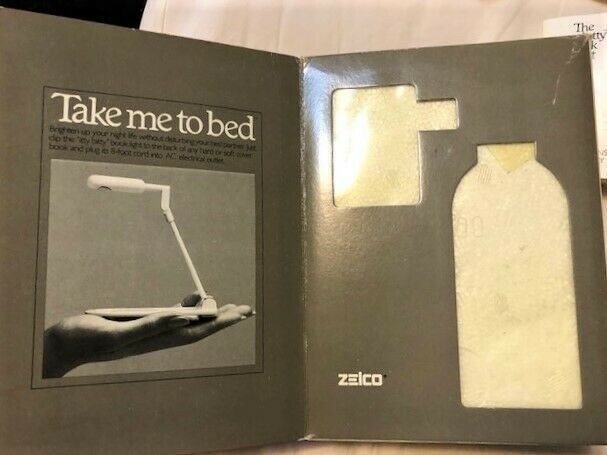 Take me to bed
Brighten up your night life without disturbing your bed partner. Just
clip the "itty bitty" book light to the back of any hard or soft cover
book and plug its 8-foot cord into AC electrical outlet.
zelco
The
k